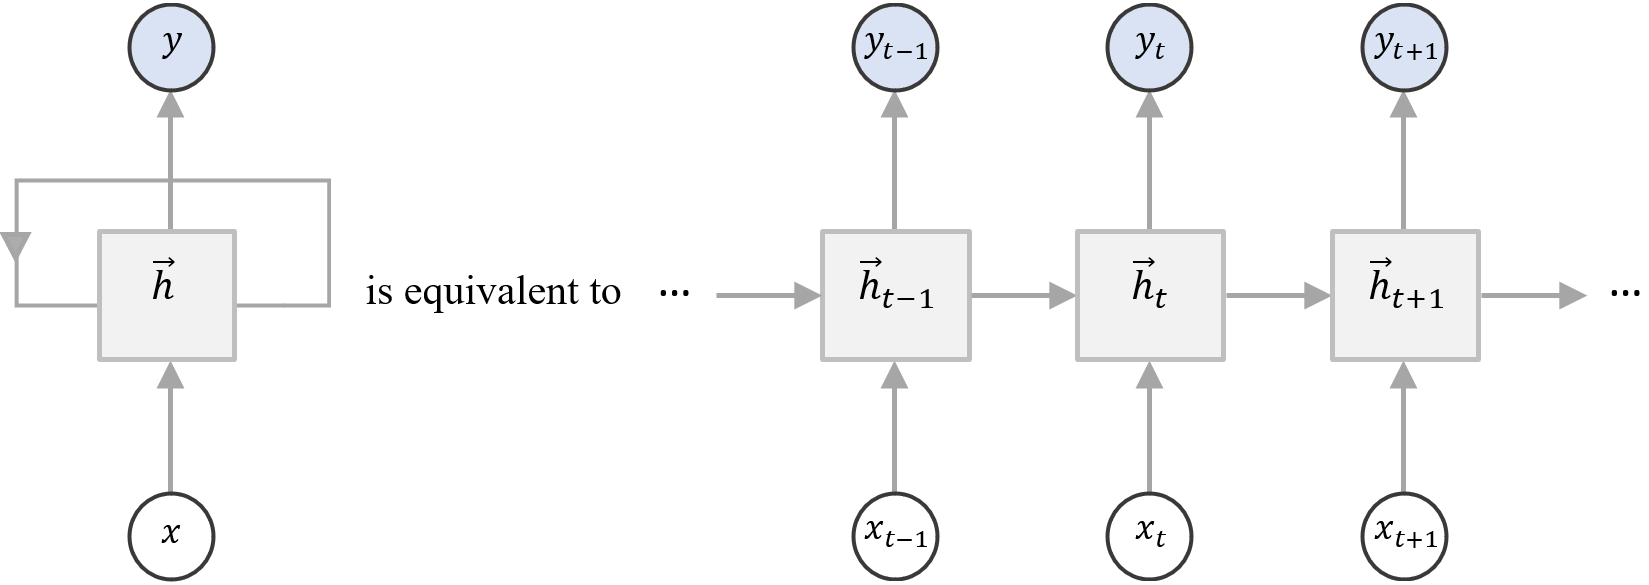 y y_{t−1} y_t y_{t+1}
\vec{h} is equivalent to ⋯ \vec{h}_{t−1} \vec{h}_t \vec{h}_{t+1} ⋯
x x_{t−1} x_t x_{t+1}